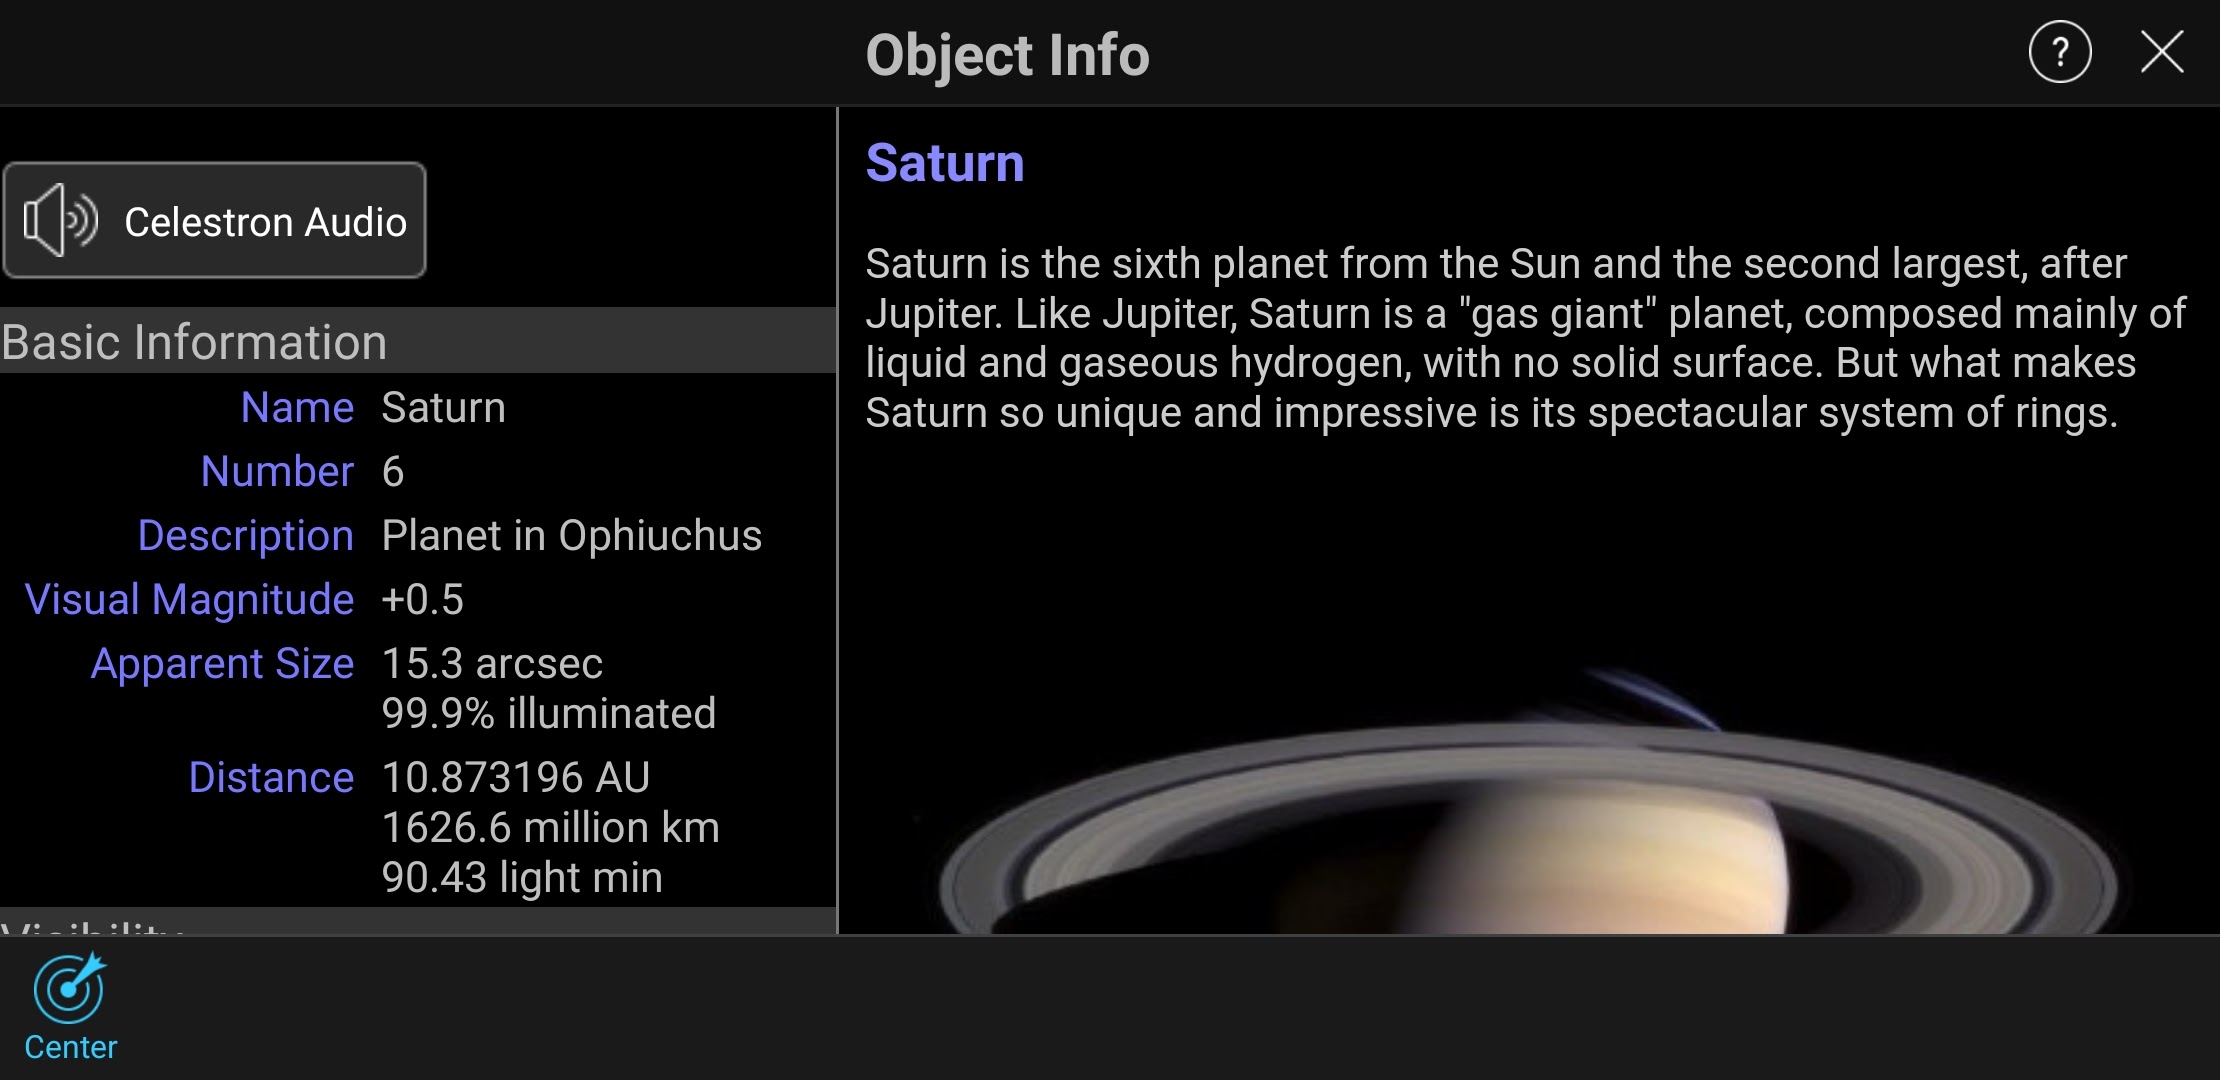 Object Info
?
Celestron Audio
Basic Information
Name Saturn
Number 6
Description Planet in Ophiuchus
Visual Magnitude +0.5
Apparent Size 15.3 arcsec
99.9% illuminated
Distance 10.873196 AU
1626.6 million km
90.43 light min
Visibility
Saturn
Saturn is the sixth planet from the Sun and the second largest, after
Jupiter. Like Jupiter, Saturn is a "gas giant" planet, composed mainly of
liquid and gaseous hydrogen, with no solid surface. But what makes
Saturn so unique and impressive is its spectacular system of rings.
Center